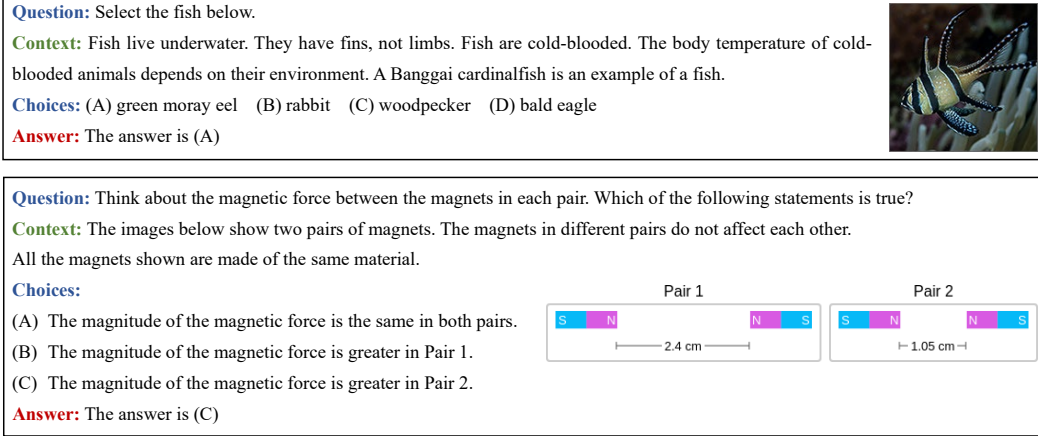 Question: Select the fish below.
Context: Fish live underwater. They have fins, not limbs. Fish are cold-blooded. The body temperature of cold-
blooded animals depends on their environment. A Banggai cardinalfish is an example of a fish.
Choices: (A) green moray eel (B) rabbit (C) woodpecker (D) bald eagle
Answer: The answer is (A)
Question: Think about the magnetic force between the magnets in each pair. Which of the following statements is true?
Context: The images below show two pairs of magnets. The magnets in different pairs do not affect each other.
All the magnets shown are made of the same material.
Choices:
(A) The magnitude of the magnetic force is the same in both pairs.
(B) The magnitude of the magnetic force is greater in Pair 1.
(C) The magnitude of the magnetic force is greater in Pair 2.
Answer: The answer is (C)
Pair 1
S N N S
2.4 cm
Pair 2
S N N S
1.05 cm